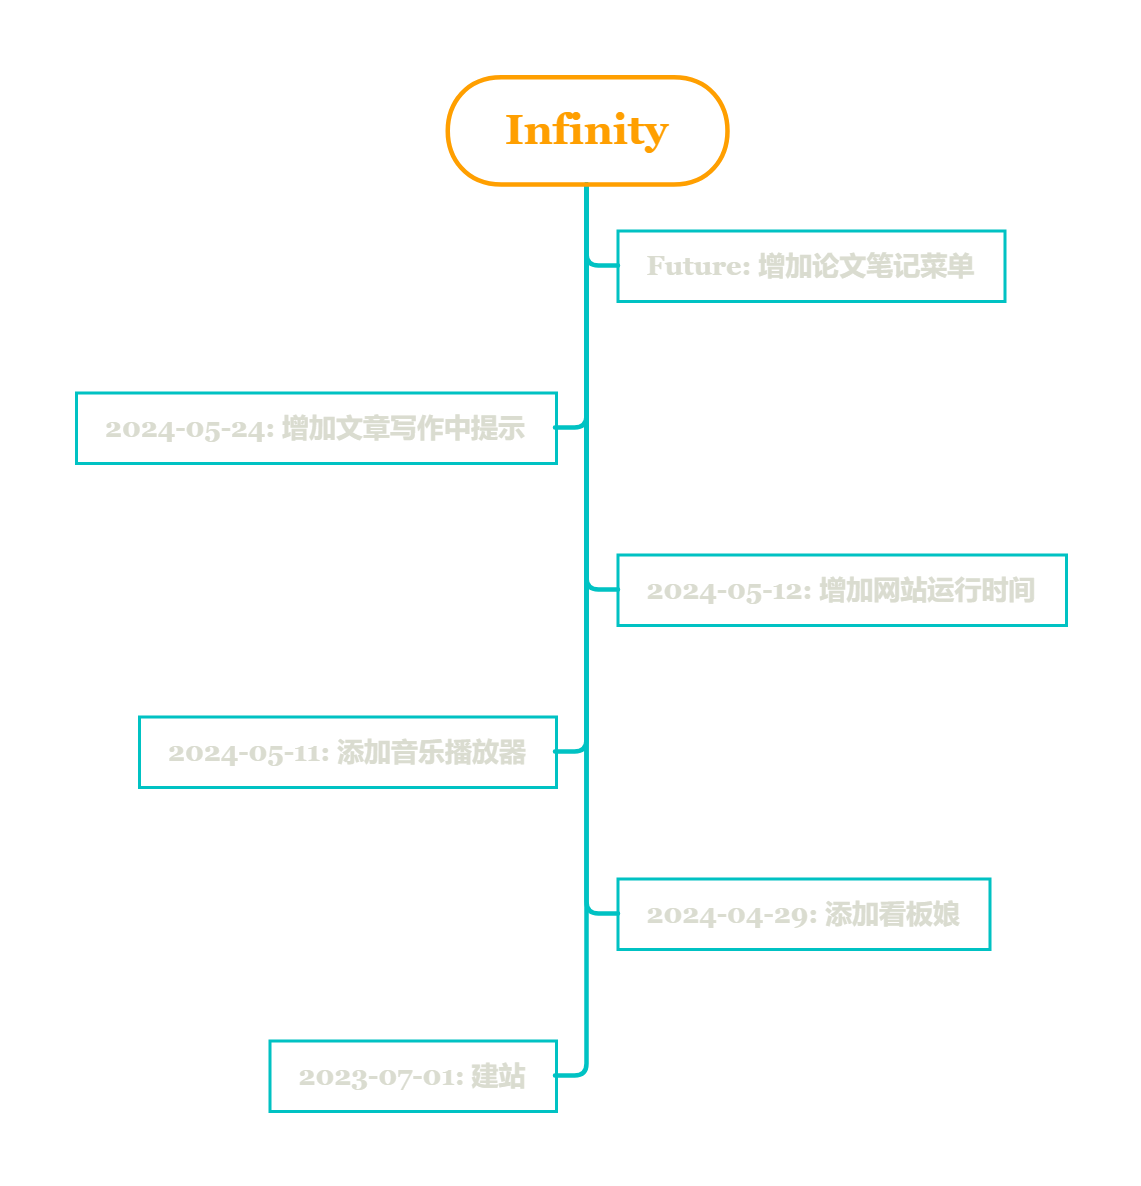 Infinity
Future: 增加论文笔记菜单
2024-05-24: 增加文章写作中提示
2024-05-12: 增加网站运行时间
2024-05-11: 添加音乐播放器
2024-04-29: 添加看板娘
2023-07-01: 建站